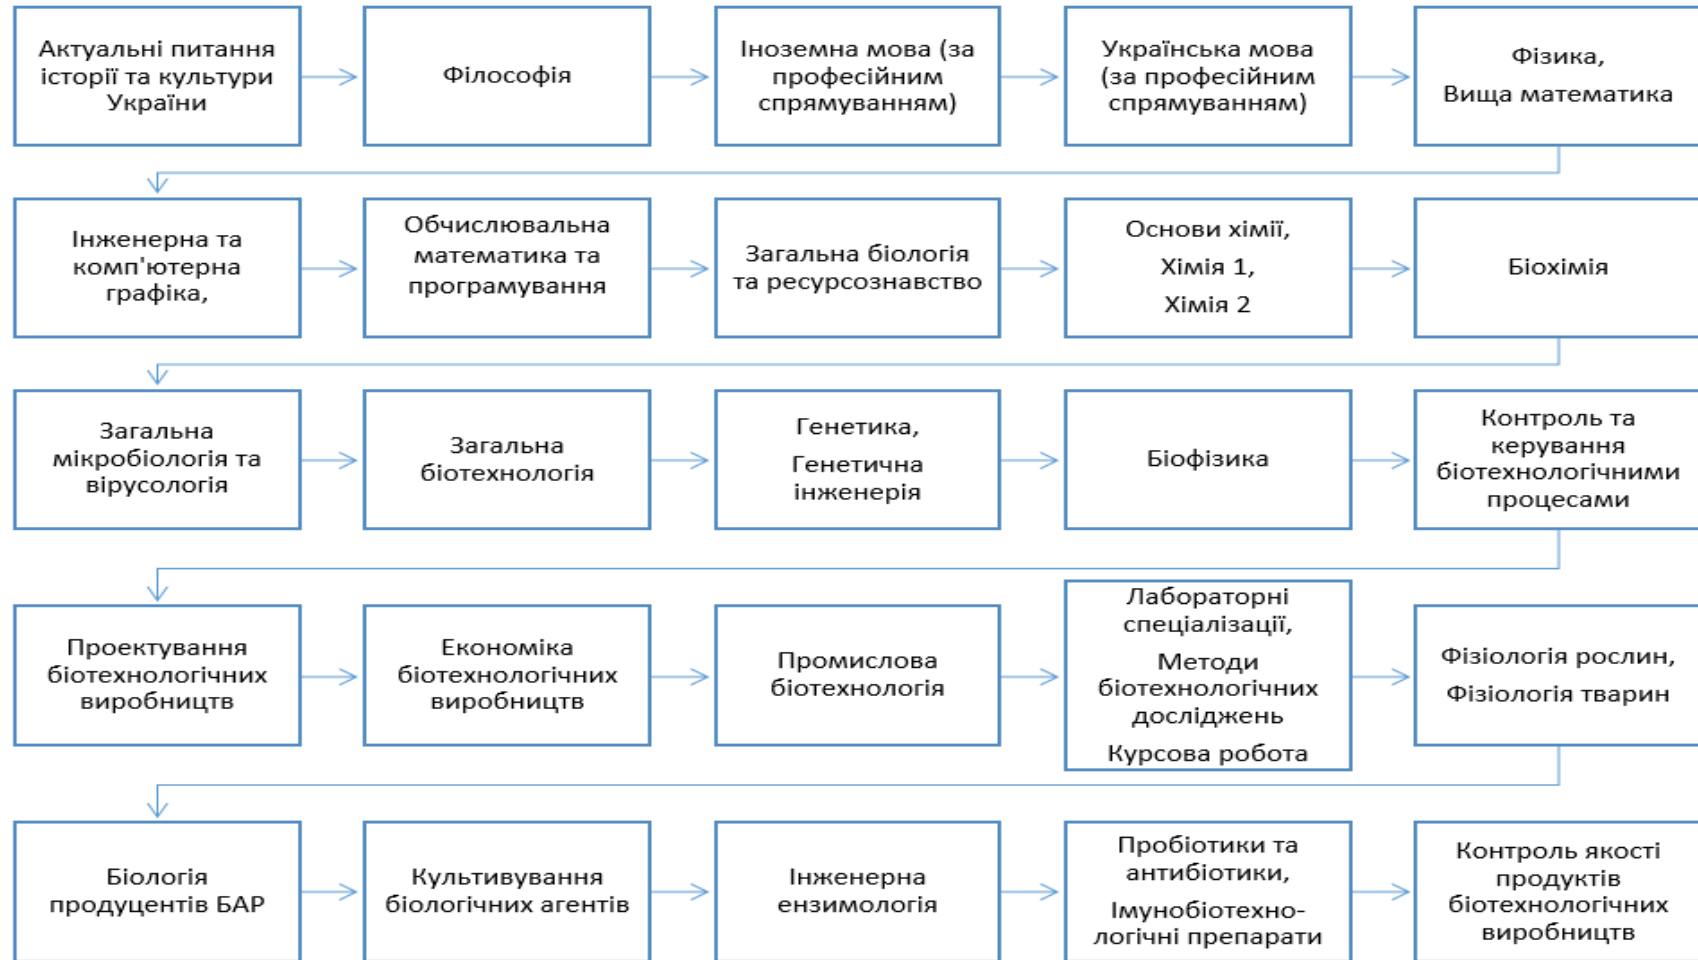 Актуальні питання
історії та культури
України
Філософія
Іноземна мова (за
професійним
спрямуванням)
Українська мова
(за професійним
спрямуванням)
Фізика,
Вища математика
Інженерна та
комп'ютерна
графіка,
Обчислювальна
математика та
програмування
Загальна біологія
та ресурсознавство
Основи хімії,
Хімія 1,
Хімія 2
Біохімія
Загальна
мікробіологія та
вірусологія
Загальна
біотехнологія
Генетика,
Генетична
інженерія
Біофізика
Контроль та
керування
біотехнологічними
процесами
Проектування
біотехнологічних
виробництв
Економіка
біотехнологічних
виробництв
Промислова
біотехнологія
Лабораторні
спеціалізації,
Методи
біотехнологічних
досліджень
Курсова робота
Фізіологія рослин,
Фізіологія тварин
Біологія
продуцентів БАР
Культивування
біологічних агентів
Інженерна
ензимологія
Пробіотики та
антибіотики,
Імунобіотехно-
логічні препарати
Контроль якості
продуктів
біотехнологічних
виробництв